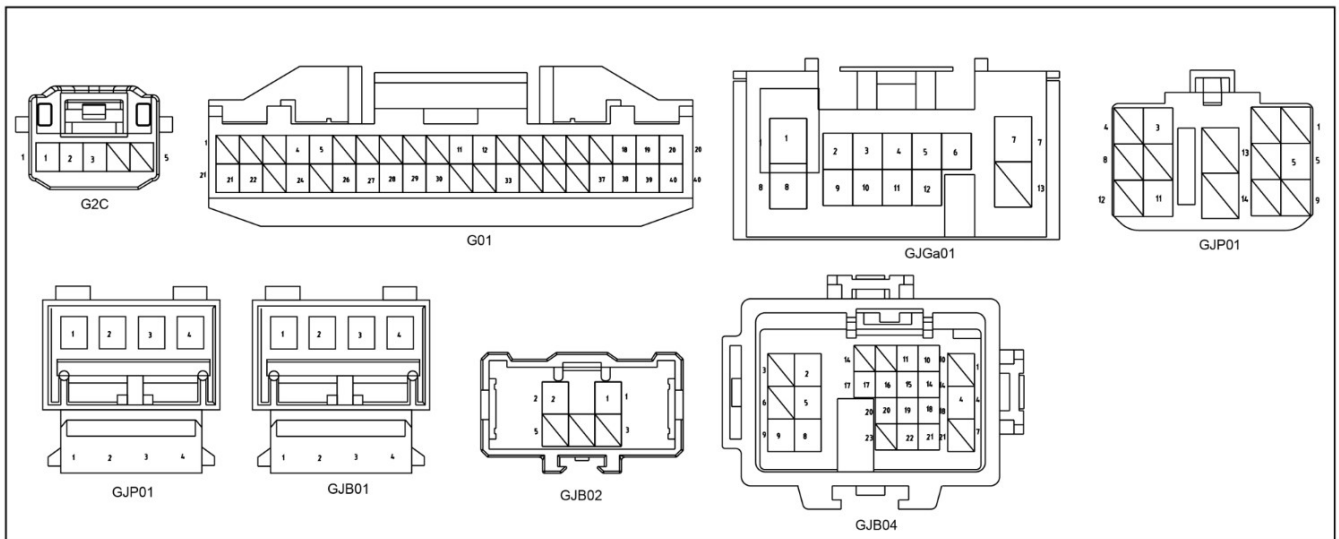 1 1 2 3 5
G2C
1 4 5 11 12 18 19 20 20
21 21 22 24 26 27 28 29 30 33 37 38 39 40 40
G01
1 1 2 3 4 5 6 7 7
8 8 9 10 11 12 13
GJGa01
4 3 13 1
8 5 5
12 11 14 9
GJP01
1 2 3 4
1 2 3 4
GJP01
1 2 3 4
1 2 3 4
GJB01
2 2 1 1
5 3
GJB02
3 2 14 11 10 10 1
17 17 16 15 14 14
6 5 20 20 19 18 18 4 4
9 9 8 23 22 21 21 7
GJB04